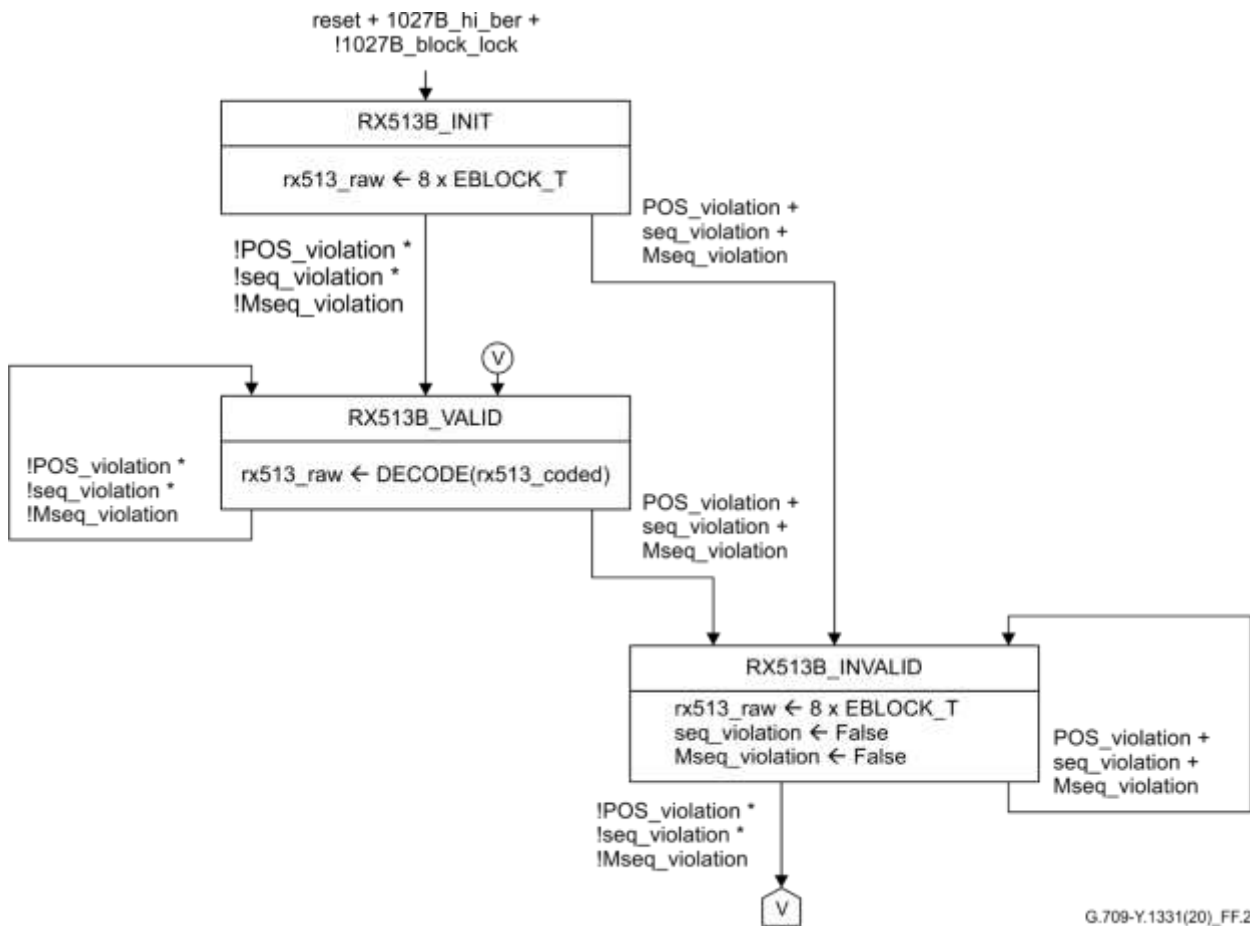 reset + 1027B_hi_ber +
!1027B_block_lock
RX513B_INIT
rx513_raw ← 8 x EBLOCK_T
POS_violation +
seq_violation +
Mseq_violation
!POS_violation *
!seq_violation *
!Mseq_violation
V
RX513B_VALID
rx513_raw ← DECODE(rx513_coded)
!POS_violation *
!seq_violation *
!Mseq_violation
POS_violation +
seq_violation +
Mseq_violation
RX513B_INVALID
rx513_raw ← 8 x EBLOCK_T
seq_violation ← False
Mseq_violation ← False
POS_violation +
seq_violation +
Mseq_violation
!POS_violation *
!seq_violation *
!Mseq_violation
V
G.709-Y.1331(20)_FF.2